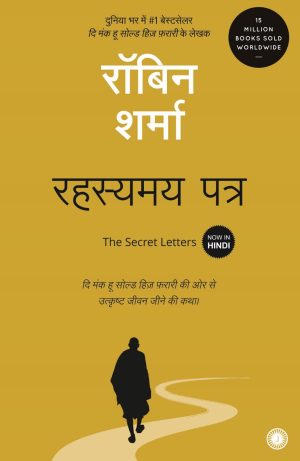 दुनिया भर में #1 बेस्टसेलर
दि मंक हू सोल्ड हिज़ फ़रारी के लेखक
15
MILLION
BOOKS SOLD
WORLDWIDE
रॉबिन
शर्मा
रहस्यमय पत्र
The Secret Letters
NOW IN
HINDI
दि मंक हू सोल्ड हिज़ फ़रारी की ओर से
उत्कृष्ट जीवन जीने की कथा।